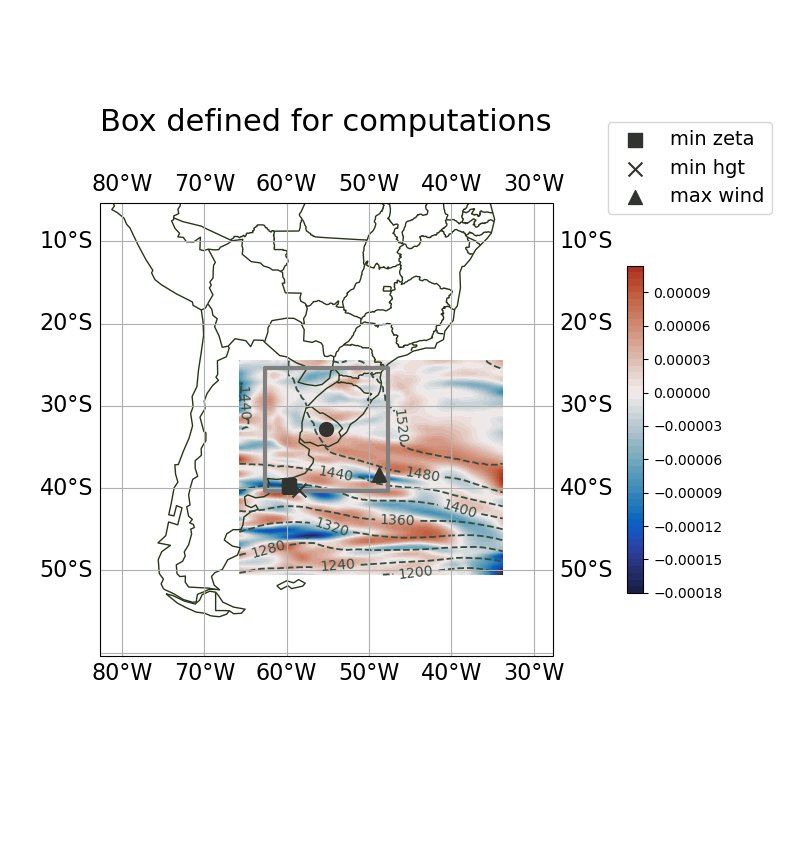 Box defined for computations
min zeta
min hgt
max wind
80°W 70°W 60°W 50°W 40°W 30°W
10°S 10°S
20°S 20°S
30°S 30°S
40°S 40°S
50°S 50°S
80°W 70°W 60°W 50°W 40°W 30°W
1440
1520
1440 1480
1400
1320 1360
1280
1240 1200
0.00009
0.00006
0.00003
0.00000
−0.00003
−0.00006
−0.00009
−0.00012
−0.00015
−0.00018